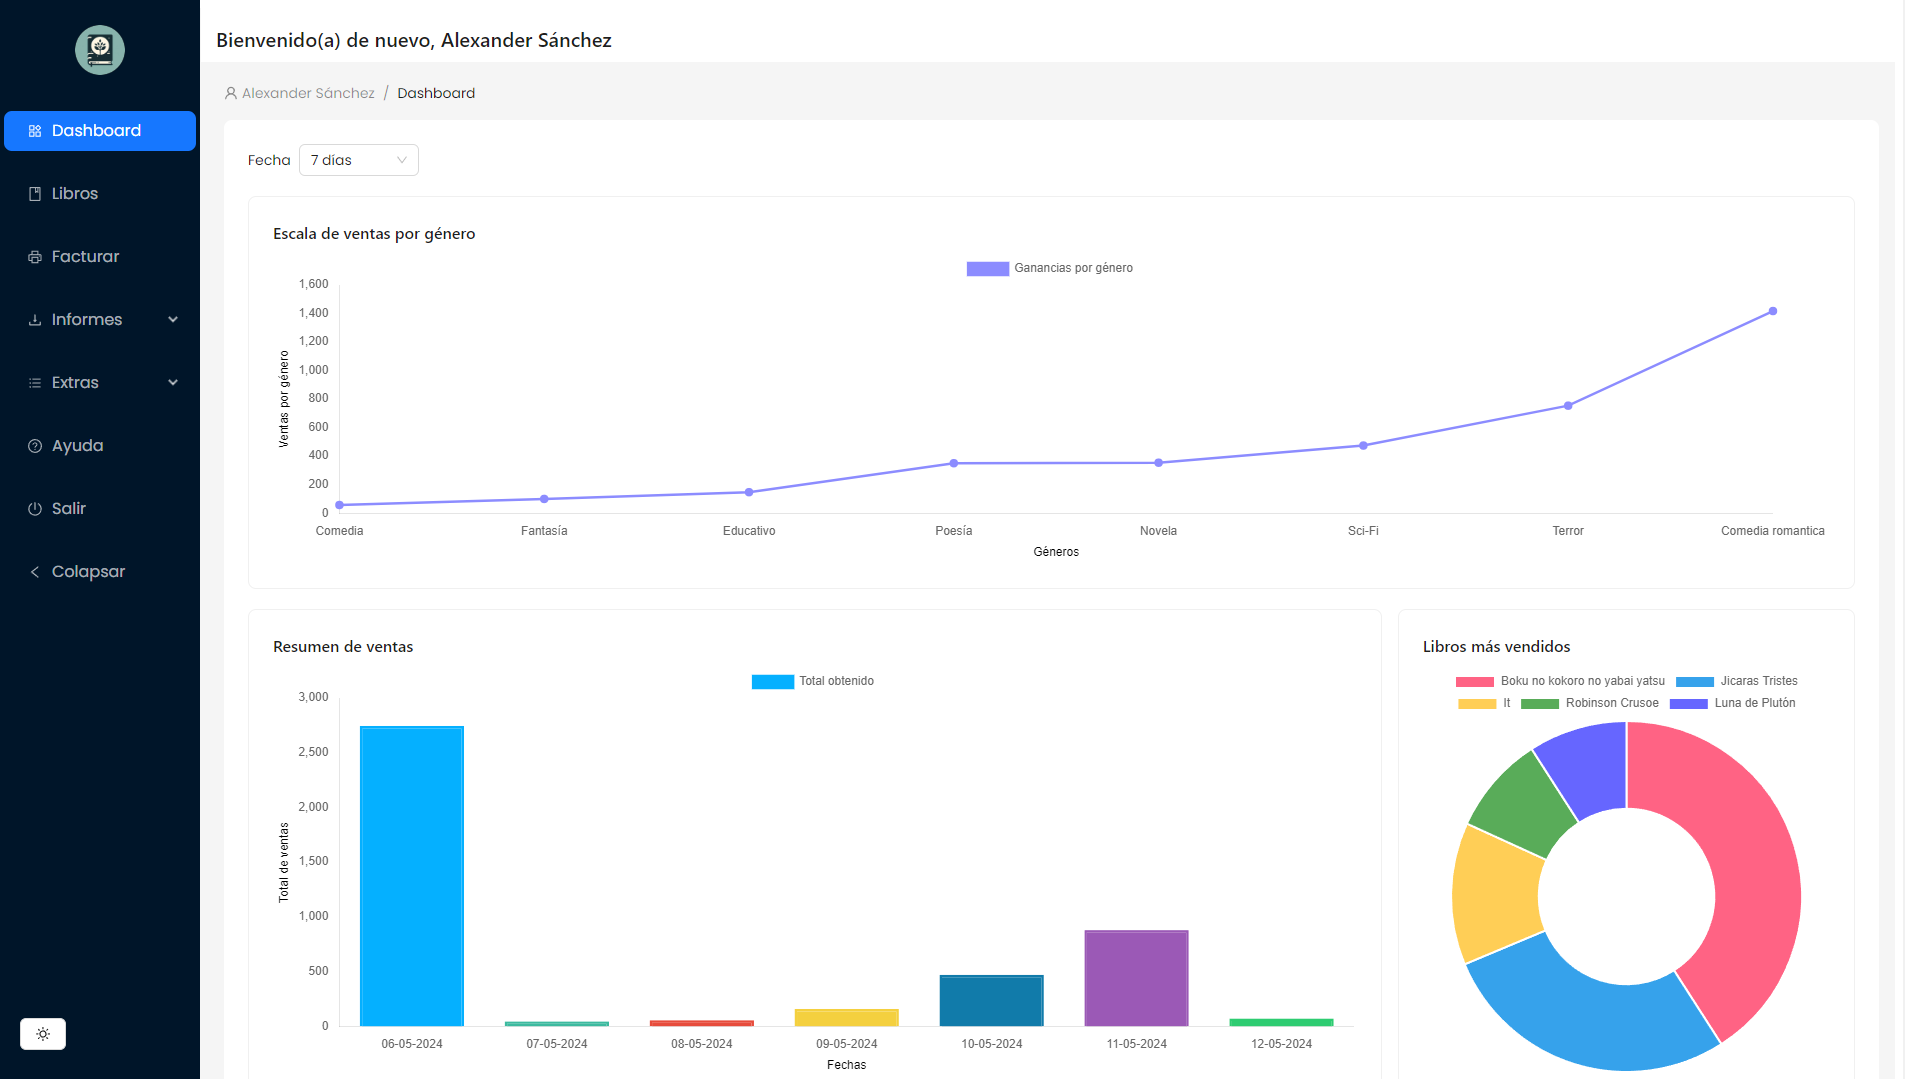 Bienvenido(a) de nuevo, Alexander Sánchez
Alexander Sánchez / Dashboard
Dashboard
Libros
Facturar
Informes
Extras
Ayuda
Salir
Colapsar
Fecha 7 días
Escala de ventas por género
Ganancias por género
1,600
1,400
1,200
1,000
800
600
400
200
0
Ventas por género
Comedia Fantasía Educativo Poesía Novela Sci-Fi Terror Comedia romantica
Géneros
Resumen de ventas
Total obtenido
3,000
2,500
2,000
1,500
1,000
500
0
Total de ventas
06-05-2024 07-05-2024 08-05-2024 09-05-2024 10-05-2024 11-05-2024 12-05-2024
Fechas
Libros más vendidos
Boku no kokoro no yabai yatsu Jicaras Tristes
It Robinson Crusoe Luna de Plutón